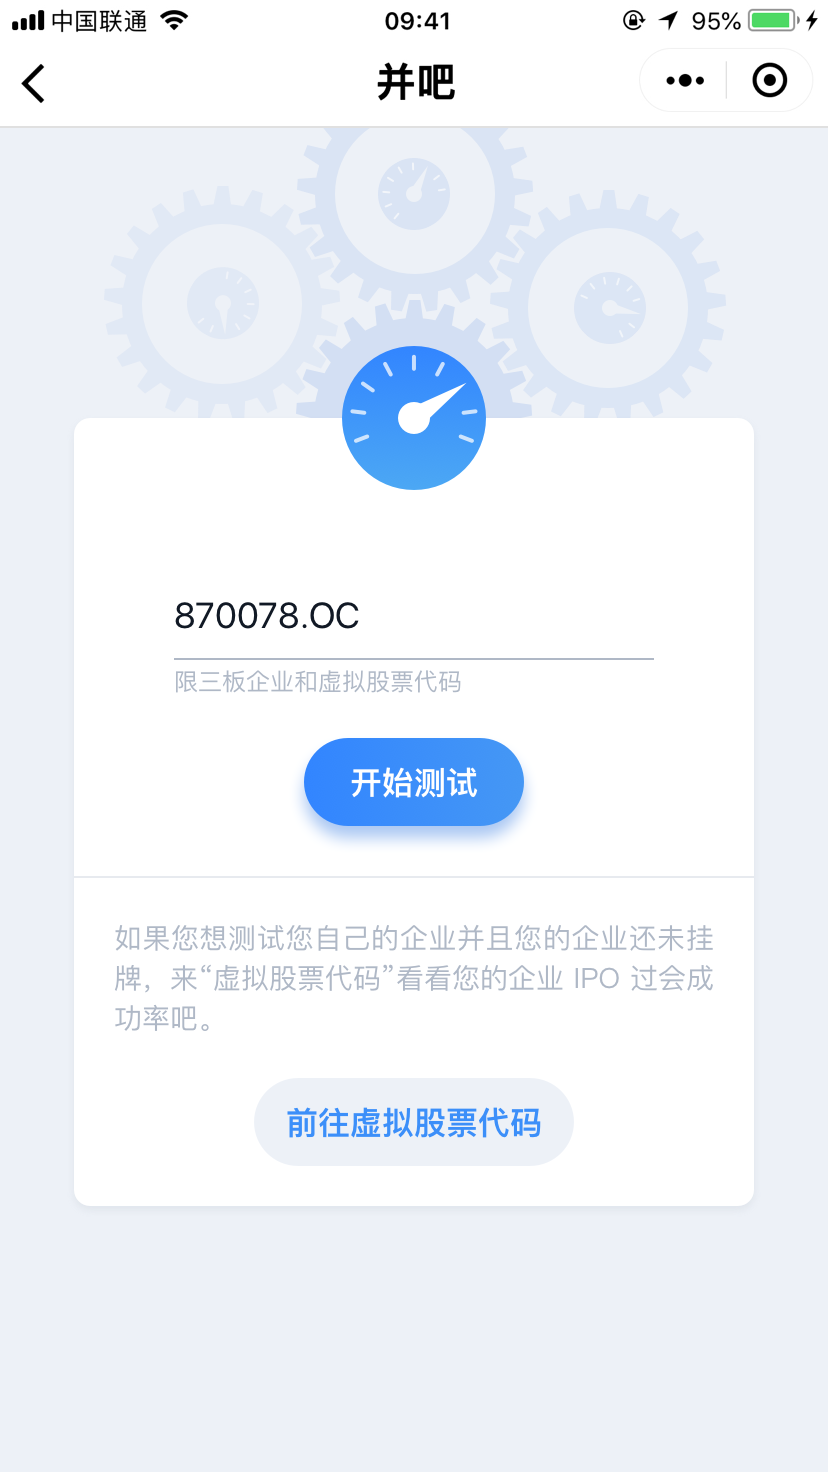 中国联通 09:41 95%
并吧
870078.OC
限三板企业和虚拟股票代码
开始测试
如果您想测试您自己的企业并且您的企业还未挂
牌，来“虚拟股票代码”看看您的企业 IPO 过会成
功率吧。
前往虚拟股票代码